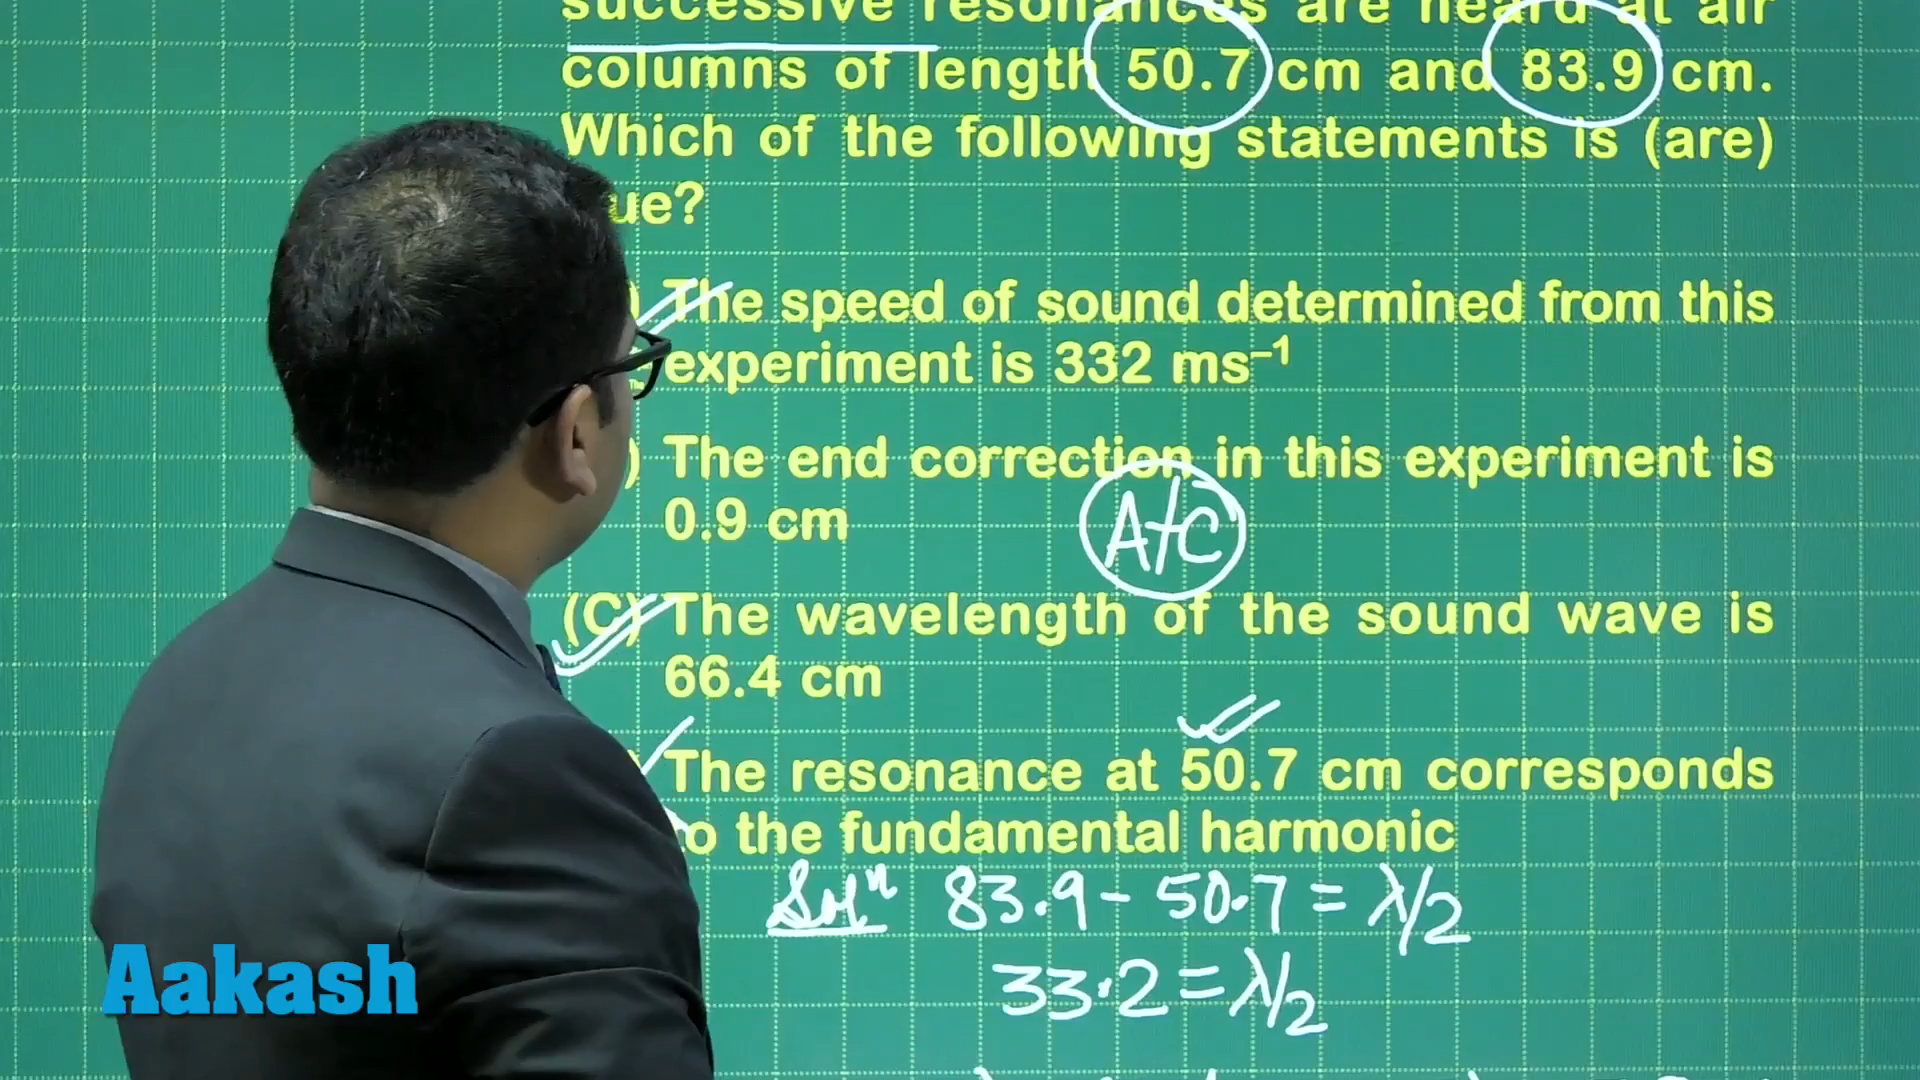 successive resonances are heard at air
columns of length 50.7 cm and 83.9 cm.
Which of the following statements is (are)
ue?
) The speed of sound determined from this
experiment is 332 ms⁻¹
) The end correction in this experiment is
0.9 cm
A+C
(C) The wavelength of the sound wave is
66.4 cm
) The resonance at 50.7 cm corresponds
to the fundamental harmonic
Solⁿ 83.9 - 50.7 = λ/2
33.2 = λ/2
Aakash